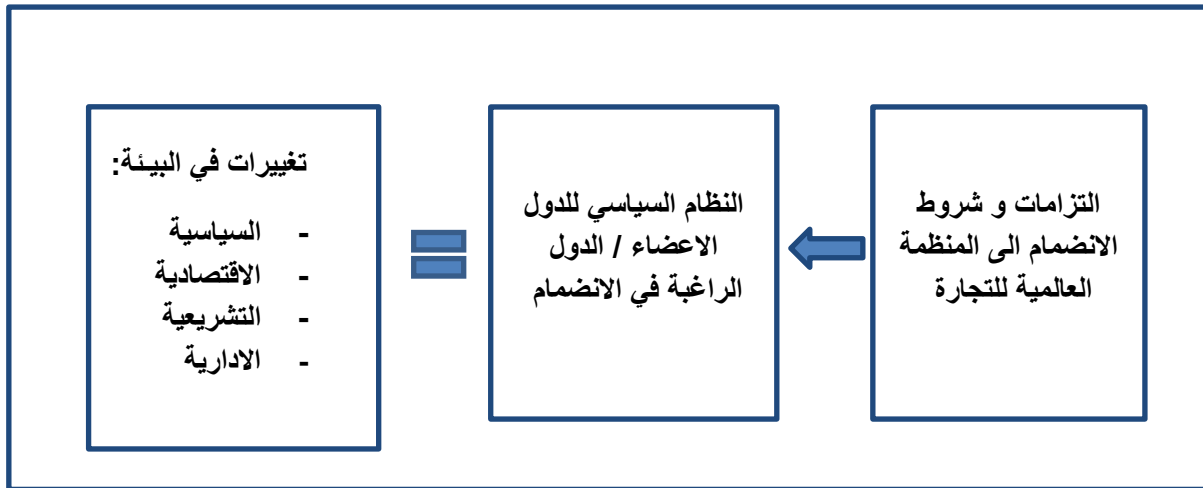 التزامات و شروط
الانضمام الى المنظمة
العالمية للتجارة
النظام السياسي للدول
الاعضاء / الدول
الراغبة في الانضمام
تغييرات في البيئة:
- السياسية
- الاقتصادية
- التشريعية
- الادارية